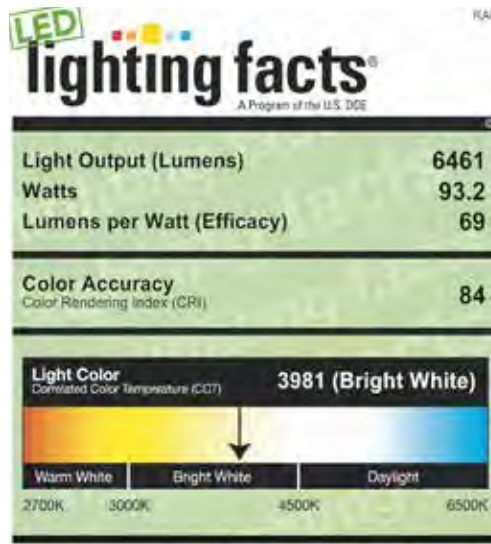 LED
lighting facts®
A Program of the U.S. DOE
Light Output (Lumens) 6461
Watts 93.2
Lumens per Watt (Efficacy) 69
Color Accuracy 84
Color Rendering Index (CRI)
Light Color 3981 (Bright White)
Correlated Color Temperature (CCT)
Warm White Bright White Daylight
2700K 3000K 4500K 6500K